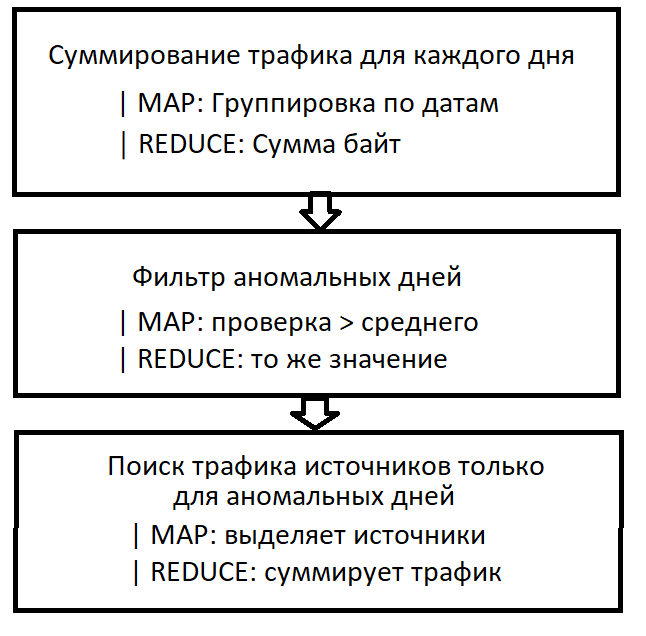 Суммирование трафика для каждого дня
| MAP: Группировка по датам
| REDUCE: Сумма байт
Фильтр аномальных дней
| MAP: проверка > среднего
| REDUCE: то же значение
Поиск трафика источников только
для аномальных дней
| MAP: выделяет источники
| REDUCE: суммирует трафик